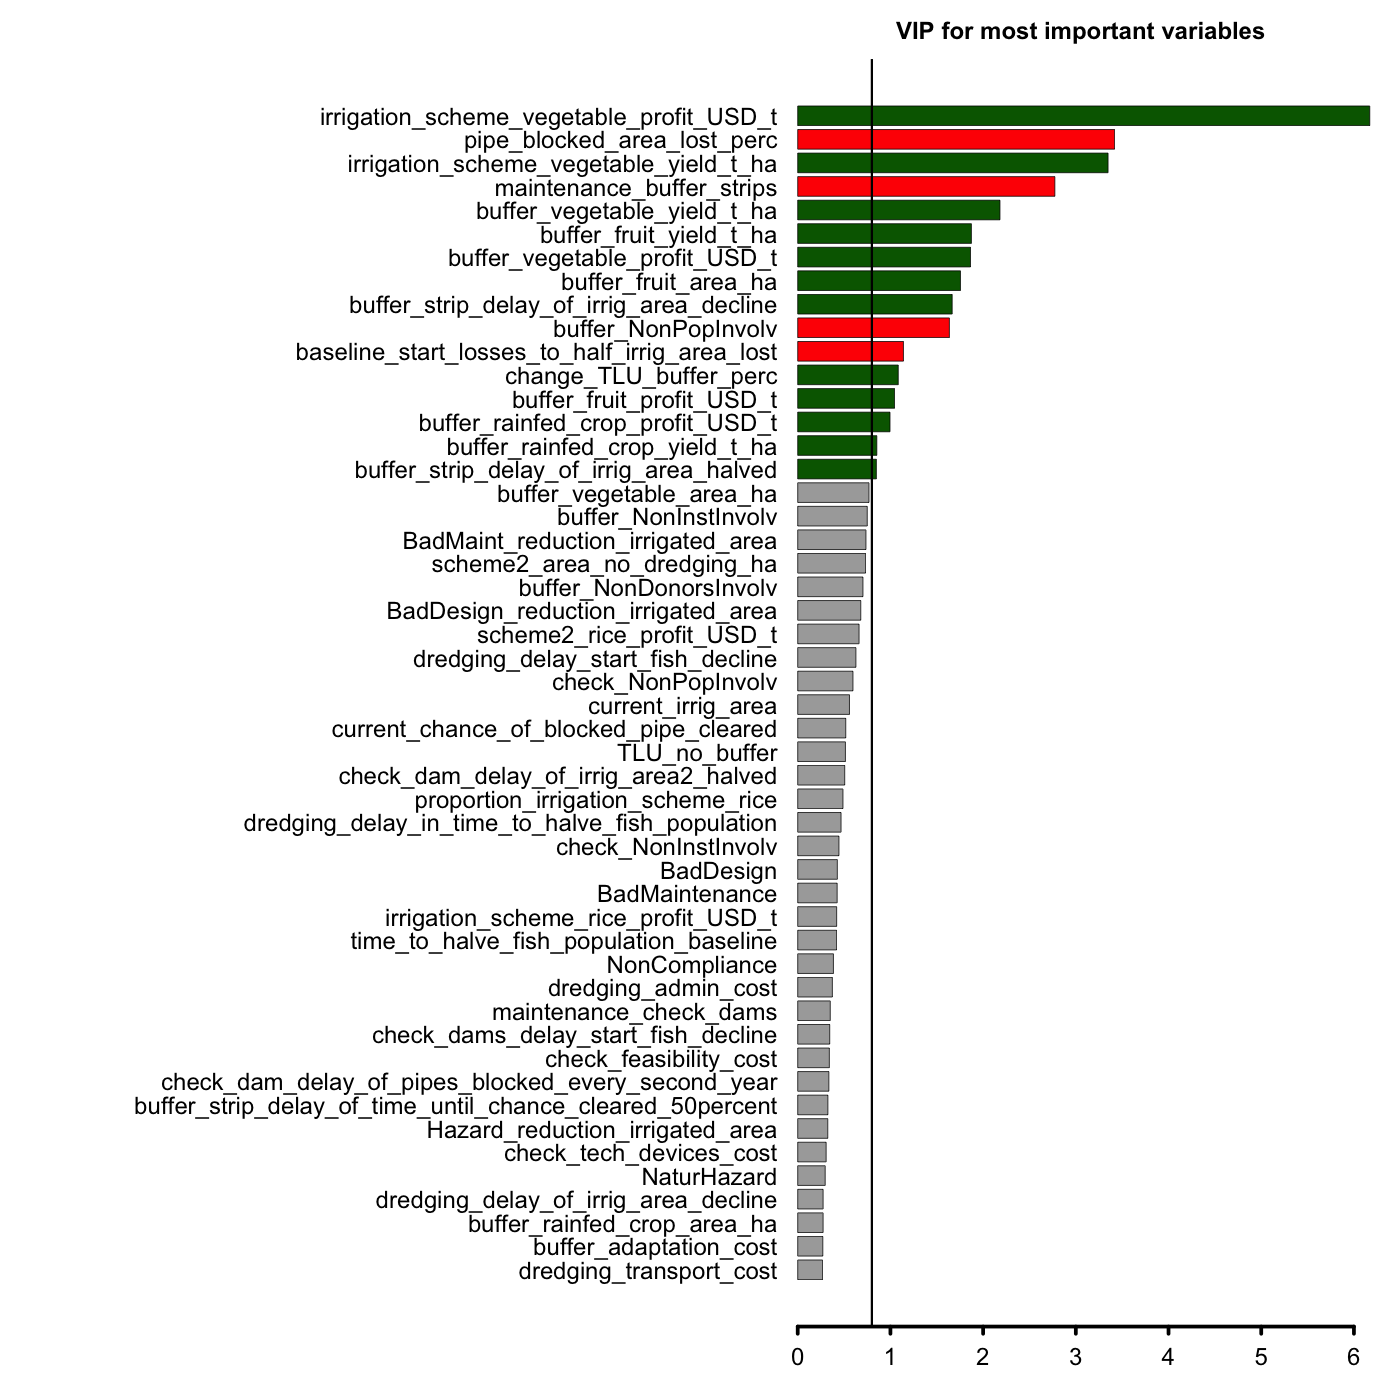 VIP for most important variables
irrigation_scheme_vegetable_profit_USD_t
pipe_blocked_area_lost_perc
irrigation_scheme_vegetable_yield_t_ha
maintenance_buffer_strips
buffer_vegetable_yield_t_ha
buffer_fruit_yield_t_ha
buffer_vegetable_profit_USD_t
buffer_fruit_area_ha
buffer_strip_delay_of_irrig_area_decline
buffer_NonPopInvolv
baseline_start_losses_to_half_irrig_area_lost
change_TLU_buffer_perc
buffer_fruit_profit_USD_t
buffer_rainfed_crop_profit_USD_t
buffer_rainfed_crop_yield_t_ha
buffer_strip_delay_of_irrig_area_halved
buffer_vegetable_area_ha
buffer_NonInstInvolv
BadMaint_reduction_irrigated_area
scheme2_area_no_dredging_ha
buffer_NonDonorsInvolv
BadDesign_reduction_irrigated_area
scheme2_rice_profit_USD_t
dredging_delay_start_fish_decline
check_NonPopInvolv
current_irrig_area
current_chance_of_blocked_pipe_cleared
TLU_no_buffer
check_dam_delay_of_irrig_area2_halved
proportion_irrigation_scheme_rice
dredging_delay_in_time_to_halve_fish_population
check_NonInstInvolv
BadDesign
BadMaintenance
irrigation_scheme_rice_profit_USD_t
time_to_halve_fish_population_baseline
NonCompliance
dredging_admin_cost
maintenance_check_dams
check_dams_delay_start_fish_decline
check_feasibility_cost
check_dam_delay_of_pipes_blocked_every_second_year
buffer_strip_delay_of_time_until_chance_cleared_50percent
Hazard_reduction_irrigated_area
check_tech_devices_cost
NaturHazard
dredging_delay_of_irrig_area_decline
buffer_rainfed_crop_area_ha
buffer_adaptation_cost
dredging_transport_cost
0 1 2 3 4 5 6